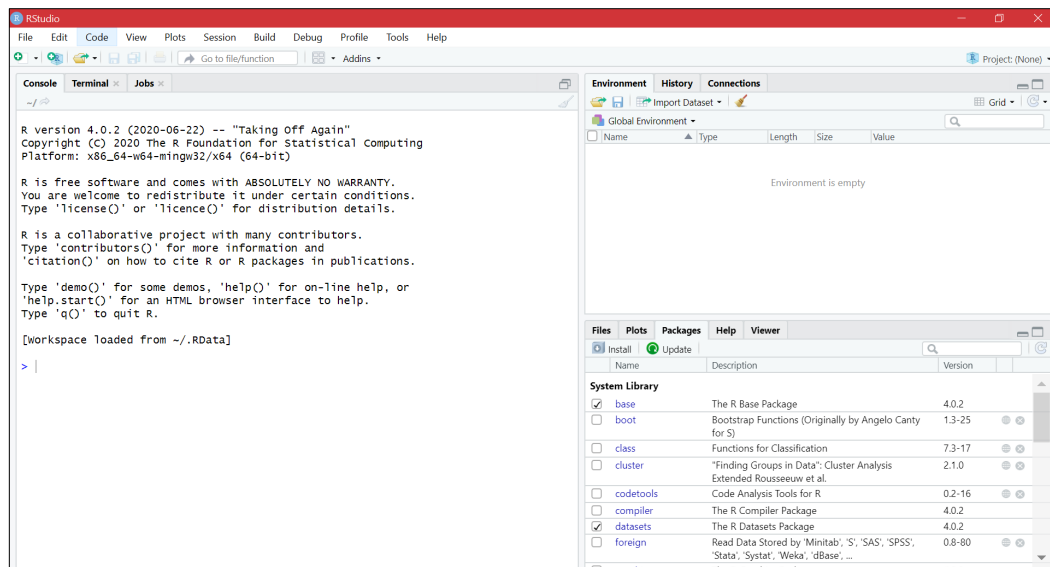 RStudio
File Edit Code View Plots Session Build Debug Profile Tools Help
Go to file/function Addins Project: (None)
Console Terminal Jobs
~/
R version 4.0.2 (2020-06-22) -- "Taking Off Again"
Copyright (C) 2020 The R Foundation for Statistical Computing
Platform: x86_64-w64-mingw32/x64 (64-bit)
R is free software and comes with ABSOLUTELY NO WARRANTY.
You are welcome to redistribute it under certain conditions.
Type 'license()' or 'licence()' for distribution details.
R is a collaborative project with many contributors.
Type 'contributors()' for more information and
'citation()' on how to cite R or R packages in publications.
Type 'demo()' for some demos, 'help()' for on-line help, or
'help.start()' for an HTML browser interface to help.
Type 'q()' to quit R.
[Workspace loaded from ~/.RData]
>
Environment History Connections
Import Dataset Grid
Global Environment
Name Type Length Size Value
Environment is empty
Files Plots Packages Help Viewer
Install Update
Name Description Version
System Library
base The R Base Package 4.0.2
boot Bootstrap Functions (Originally by Angelo Canty 1.3-25
for S)
class Functions for Classification 7.3-17
cluster "Finding Groups in Data": Cluster Analysis 2.1.0
Extended Rousseeuw et al.
codetools Code Analysis Tools for R 0.2-16
compiler The R Compiler Package 4.0.2
datasets The R Datasets Package 4.0.2
foreign Read Data Stored by 'Minitab', 'S', 'SAS', 'SPSS', 0.8-80
'Stata', 'Systat', 'Weka', 'dBase', ...